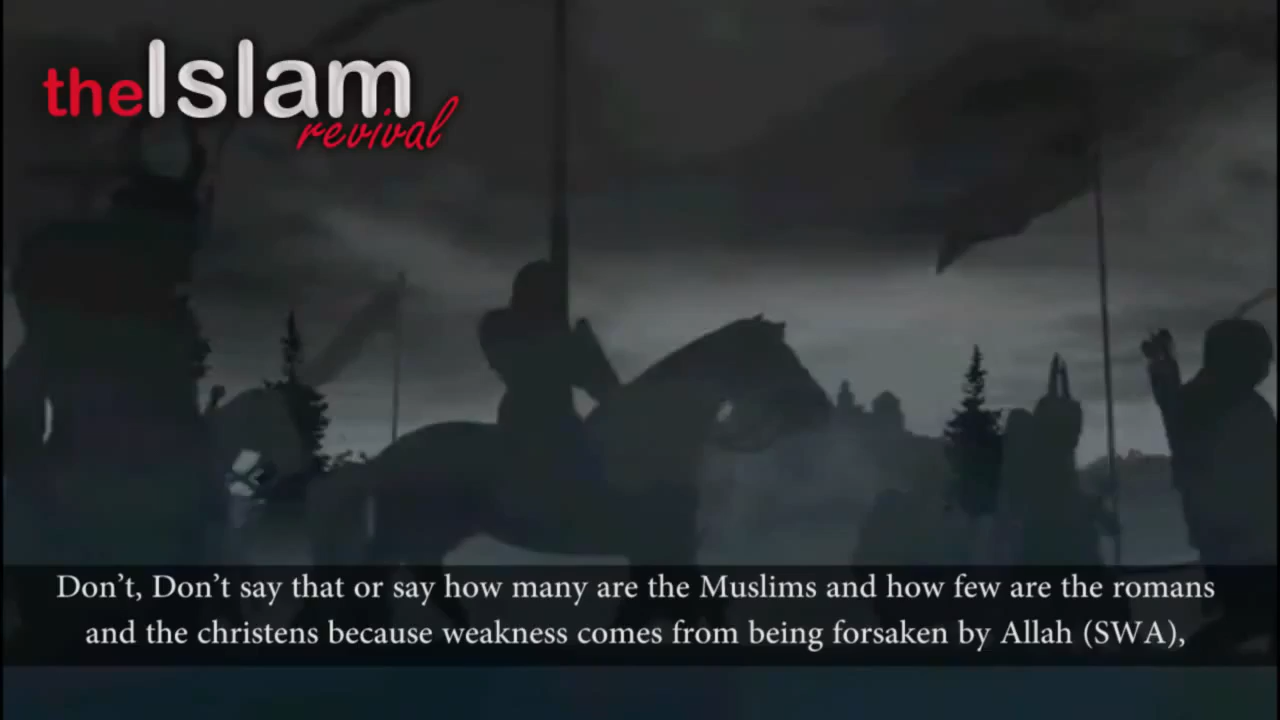 theIslam
revival
Don't, Don't say that or say how many are the Muslims and how few are the romans
and the christens because weakness comes from being forsaken by Allah (SWA),